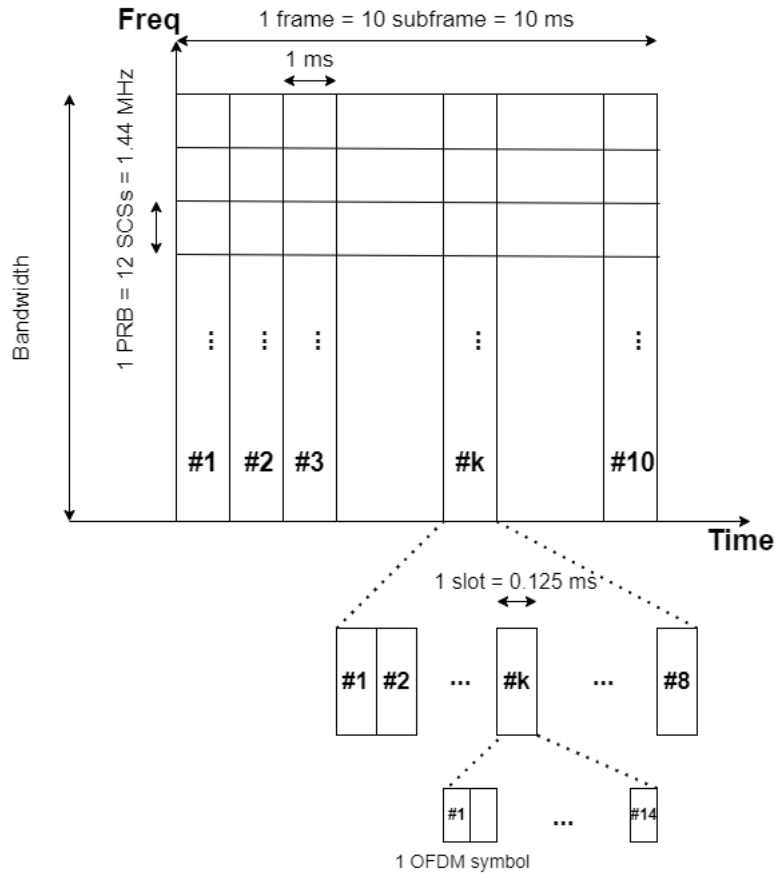 Freq
1 frame = 10 subframe = 10 ms
1 ms
1 PRB = 12 SCSs = 1.44 MHz
Bandwidth
⋮ ⋮ ⋮ ⋮ ⋮
#1 #2 #3 #k #10
Time
1 slot = 0.125 ms
#1 #2 ... #k ... #8
#1 ... #14
1 OFDM symbol